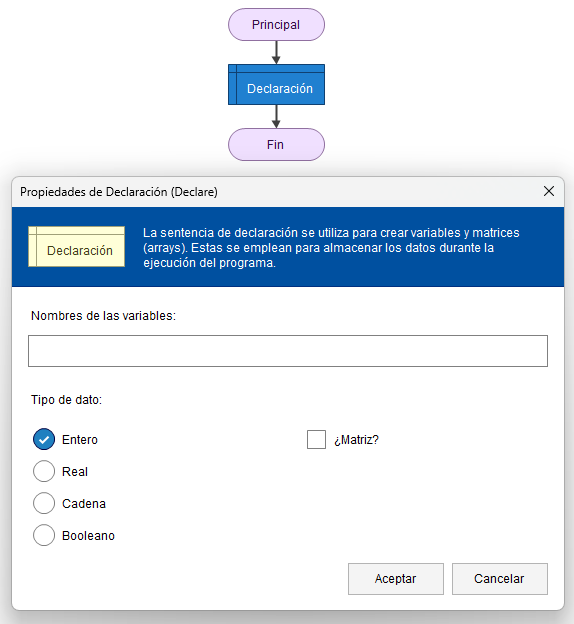 Principal
Declaración
Fin
Propiedades de Declaración (Declare)
Declaración
La sentencia de declaración se utiliza para crear variables y matrices
(arrays). Estas se emplean para almacenar los datos durante la
ejecución del programa.
Nombres de las variables:
Tipo de dato:
Entero
¿Matriz?
Real
Cadena
Booleano
Aceptar
Cancelar